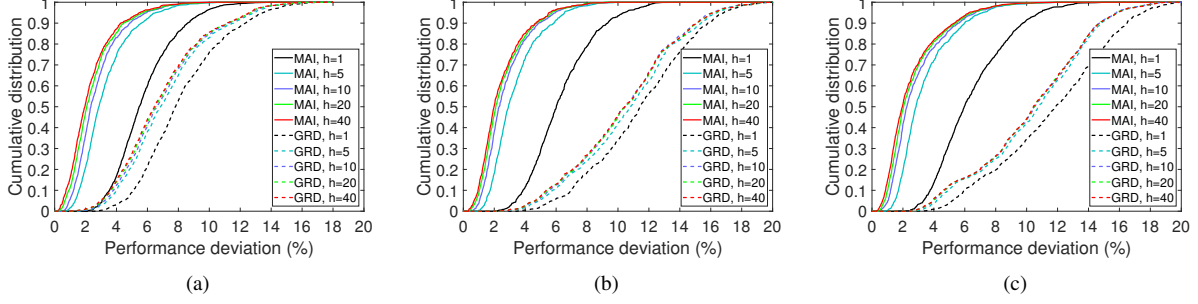 1
0.9
0.8
0.7
0.6
0.5
0.4
0.3
0.2
0.1
0
Cumulative distribution
MAI, h=1
MAI, h=5
MAI, h=10
MAI, h=20
MAI, h=40
GRD, h=1
GRD, h=5
GRD, h=10
GRD, h=20
GRD, h=40
0 2 4 6 8 10 12 14 16 18 20
Performance deviation (%)
(a)
1
0.9
0.8
0.7
0.6
0.5
0.4
0.3
0.2
0.1
0
Cumulative distribution
MAI, h=1
MAI, h=5
MAI, h=10
MAI, h=20
MAI, h=40
GRD, h=1
GRD, h=5
GRD, h=10
GRD, h=20
GRD, h=40
0 2 4 6 8 10 12 14 16 18 20
Performance deviation (%)
(b)
1
0.9
0.8
0.7
0.6
0.5
0.4
0.3
0.2
0.1
0
Cumulative distribution
MAI, h=1
MAI, h=5
MAI, h=10
MAI, h=20
MAI, h=40
GRD, h=1
GRD, h=5
GRD, h=10
GRD, h=20
GRD, h=40
0 2 4 6 8 10 12 14 16 18 20
Performance deviation (%)
(c)